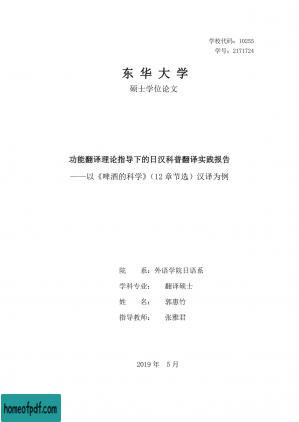 学校代码：10255
学号：2171724
东华大学
硕士学位论文
功能翻译理论指导下的日汉科普翻译实践报告
——以《啤酒的科学》（12 章节选）汉译为例
院 系：外语学院日语系
学科专业： 翻译硕士
姓 名： 郭惠竹
指导教师： 张雅君
2019 年 5 月
homeofpdf.com